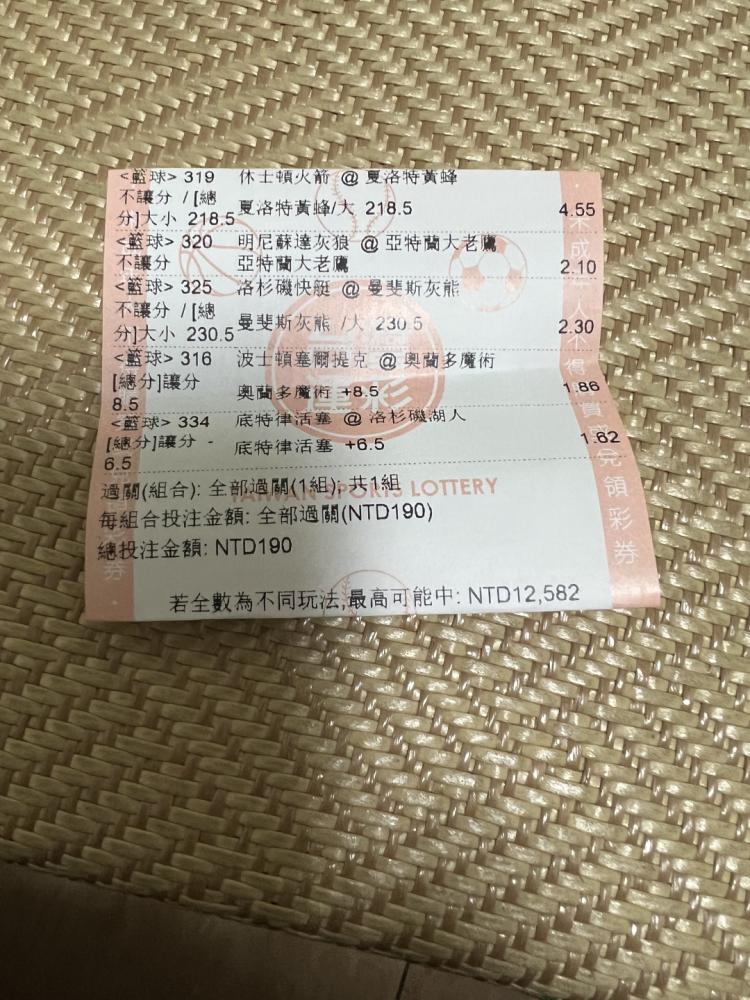 <籃球> 319 休士頓火箭 @ 夏洛特黃蜂
不讓分 / [總
分]大小 218.5 夏洛特黃蜂/大 218.5 4.55
<籃球> 320 明尼蘇達灰狼 @ 亞特蘭大老鷹
不讓分 亞特蘭大老鷹 2.10
<籃球> 325 洛杉磯快艇 @ 曼斐斯灰熊
不讓分 / [總
分]大小 230.5 曼斐斯灰熊 /大 230.5 2.30
<籃球> 316 波士頓塞爾提克 @ 奧蘭多魔術
[總分]讓分
8.5 奧蘭多魔術 +8.5 1.86
<籃球> 334 底特律活塞 @ 洛杉磯湖人
[總分]讓分 -
6.5 底特律活塞 +6.5 1.62
過關(組合): 全部過關(1組); 共1組
TAIWAN SPORTS LOTTERY
每組合投注金額: 全部過關(NTD190)
總投注金額: NTD190
若全數為不同玩法,最高可能中: NTD12,582